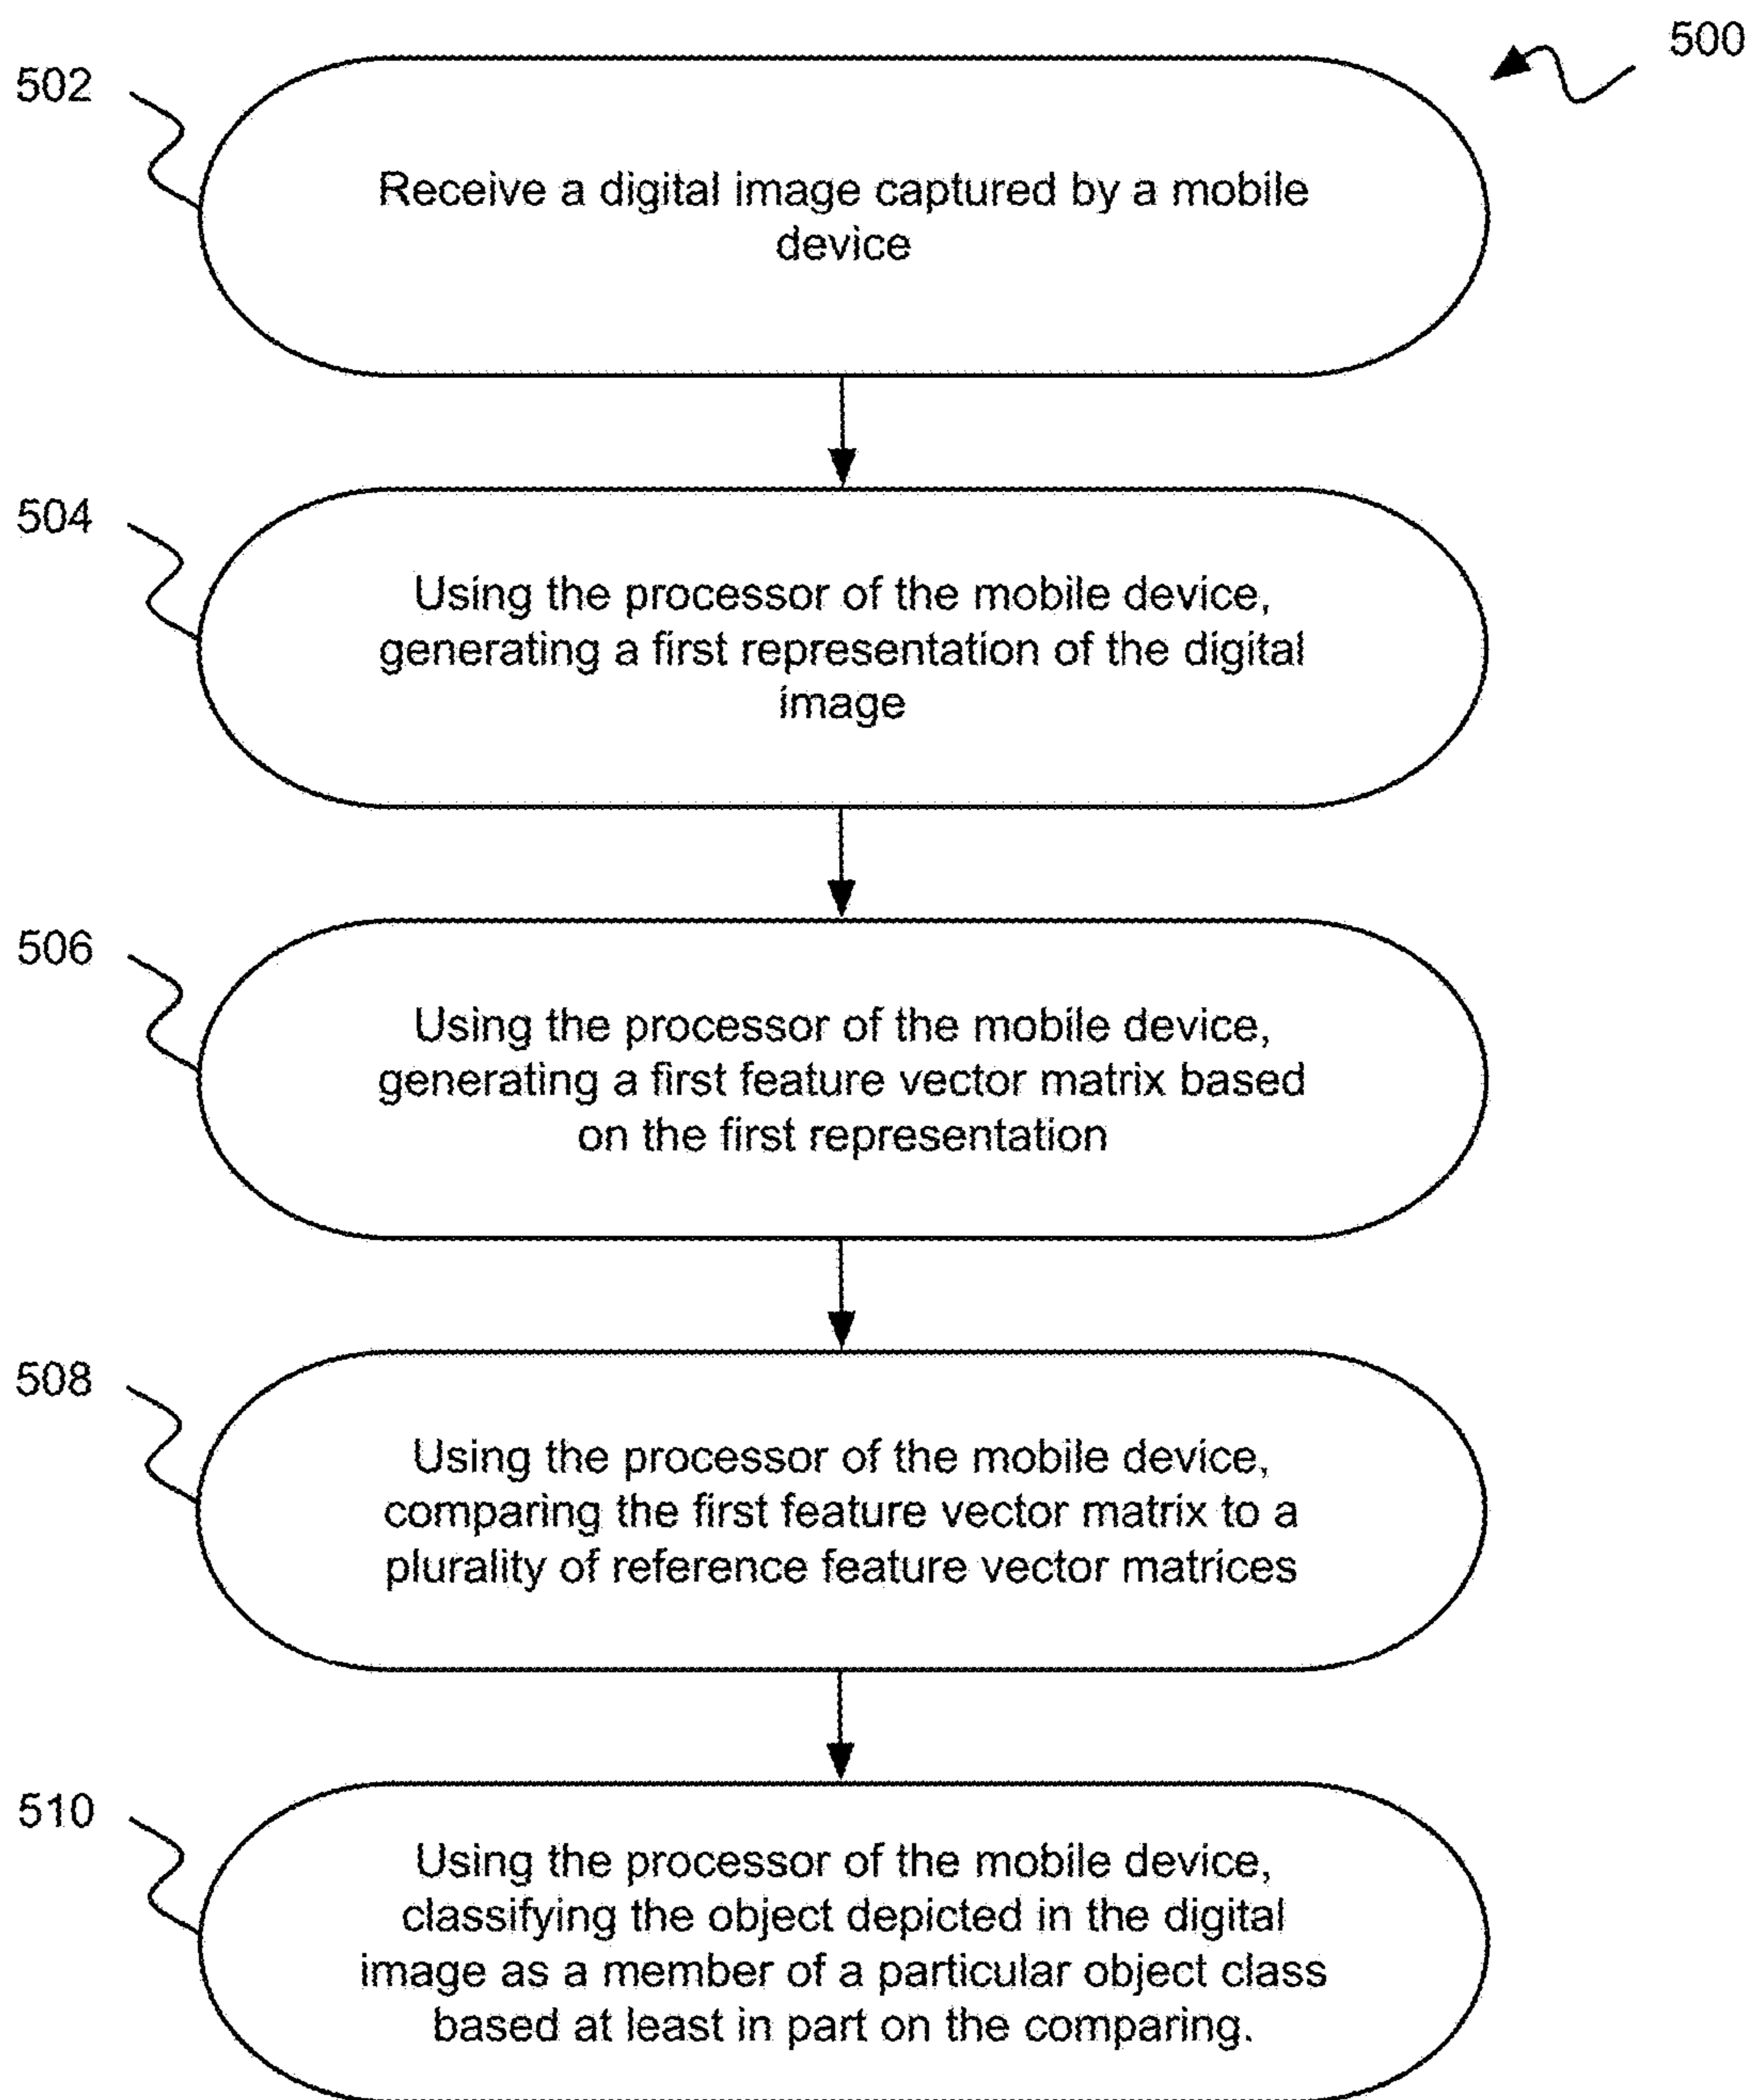 500
502
Receive a digital image captured by a mobile
device
504
Using the processor of the mobile device,
generating a first representation of the digital
image
506
Using the processor of the mobile device,
generating a first feature vector matrix based
on the first representation
508
Using the processor of the mobile device,
comparing the first feature vector matrix to a
plurality of reference feature vector matrices
510
Using the processor of the mobile device,
classifying the object depicted in the digital
image as a member of a particular object class
based at least in part on the comparing.